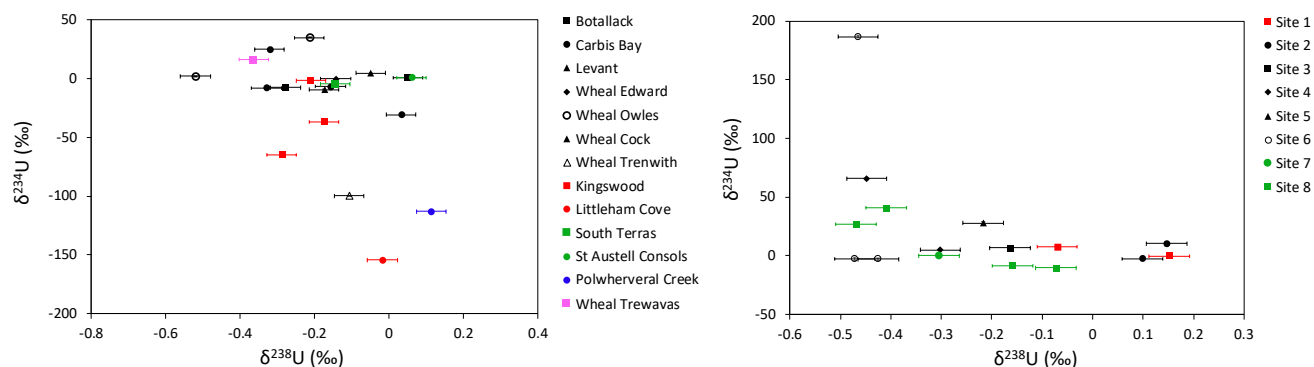 50
0
-50
-100
-150
-200
-0.8 -0.6 -0.4 -0.2 0 0.2 0.4
δ²³⁴U (‰)
δ²³⁸U (‰)
Botallack
Carbis Bay
Levant
Wheal Edward
Wheal Owles
Wheal Cock
Wheal Trenwith
Kingswood
Littleham Cove
South Terras
St Austell Consols
Polwherveral Creek
Wheal Trewavas
200
150
100
50
0
-50
-0.6 -0.5 -0.4 -0.3 -0.2 -0.1 0 0.1 0.2 0.3
δ²³⁴U (‰)
δ²³⁸U (‰)
Site 1
Site 2
Site 3
Site 4
Site 5
Site 6
Site 7
Site 8